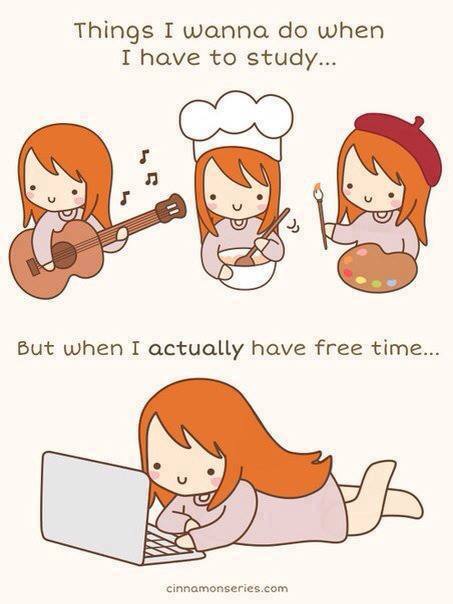 Things I wanna do when
I have to study...
But when I actually have free time...
cinnamonseries.com